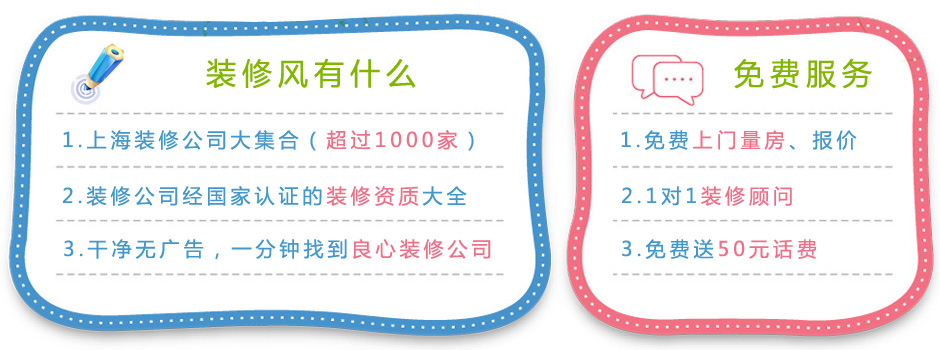 装修风有什么
1.上海装修公司大集合（超过1000家）
2.装修公司经国家认证的装修资质大全
3.干净无广告，一分钟找到良心装修公司
免费服务
1.免费上门量房、报价
2.1对1装修顾问
3.免费送50元话费